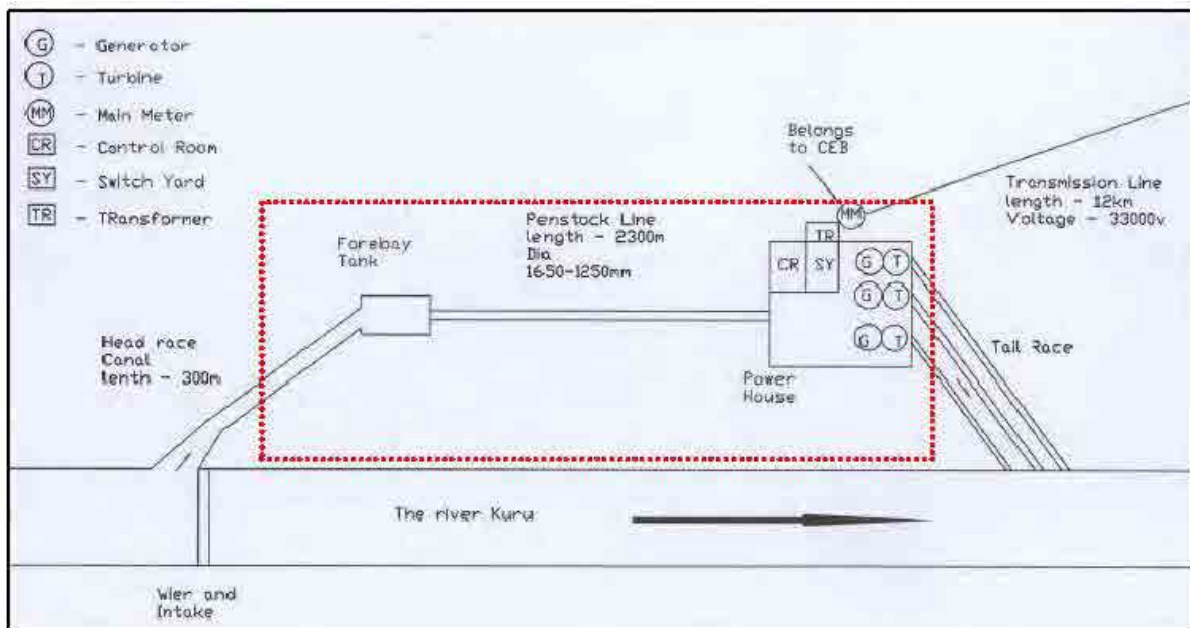 G - Generator
T - Turbine
MM - Main Meter
CR - Control Room
SY - Switch Yard
TR - TRansformer
Belongs
to CEB
MM
Transmission Line
length - 12km
Voltage - 33000v
Penstock Line
length - 2300m
Dia
1650-1250mm
Forebay
Tank
TR
CR SY G T
G T
G T
Head race
Canal
lenth - 300m
Tail Race
Power
House
The river Kuru
Wier and
Intake